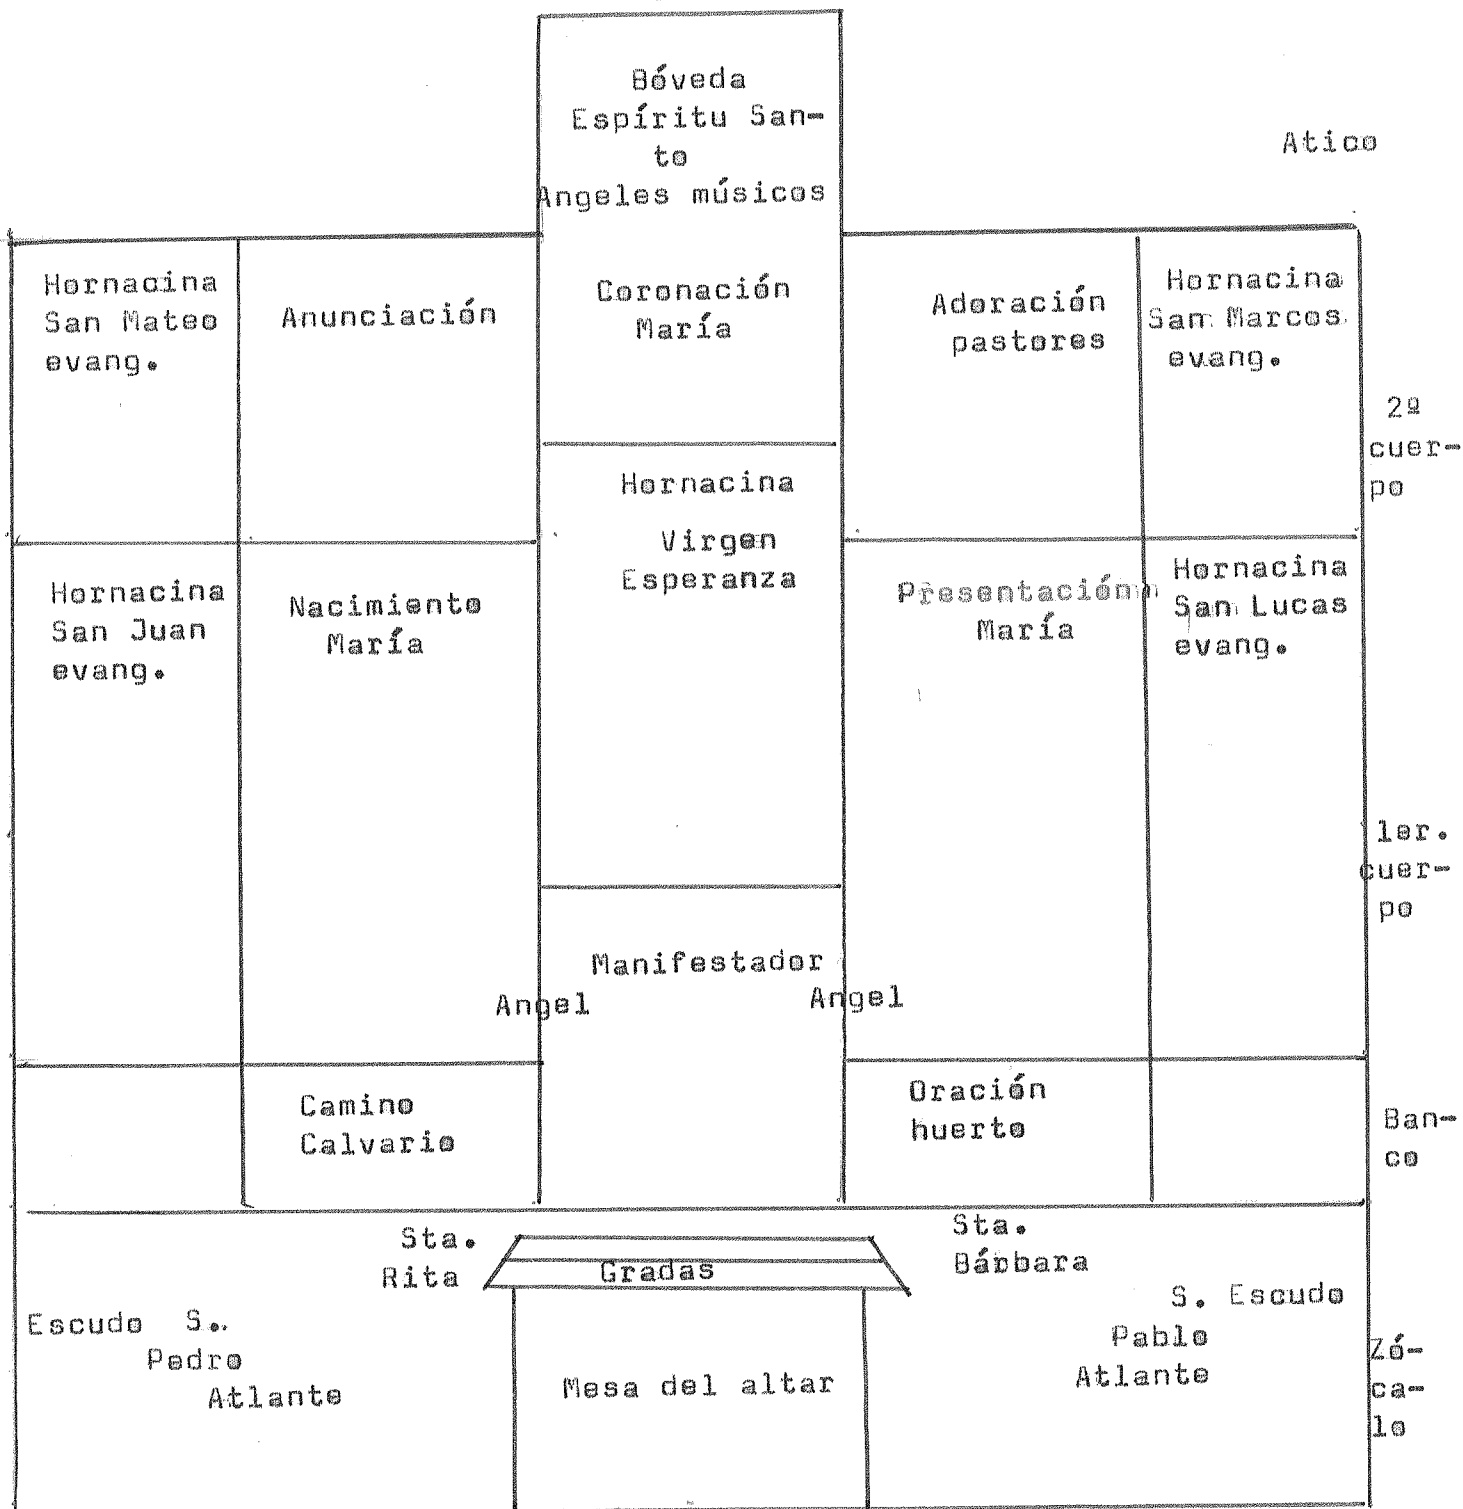 Bóveda
Espíritu San-
to
Angeles músicos
Atico
Hornacina
San Mateo
evang.
Anunciación
Coronación
María
Adoración
pastores
Hornacina
San Marcos
evang.
2º
cuer-
po
Hornacina
Virgen
Esperanza
Hornacina
San Juan
evang.
Nacimiento
María
Presentación
María
Hornacina
San Lucas
evang.
1er.
cuer-
po
Manifestador
Angel
Angel
Camino
Calvario
Oración
huerto
Ban-
co
Sta.
Rita
Gradas
Sta.
Bárbara
Escudo S.
Pedro
Atlante
Mesa del altar
S. Escudo
Pablo
Atlante
Zó-
ca-
lo